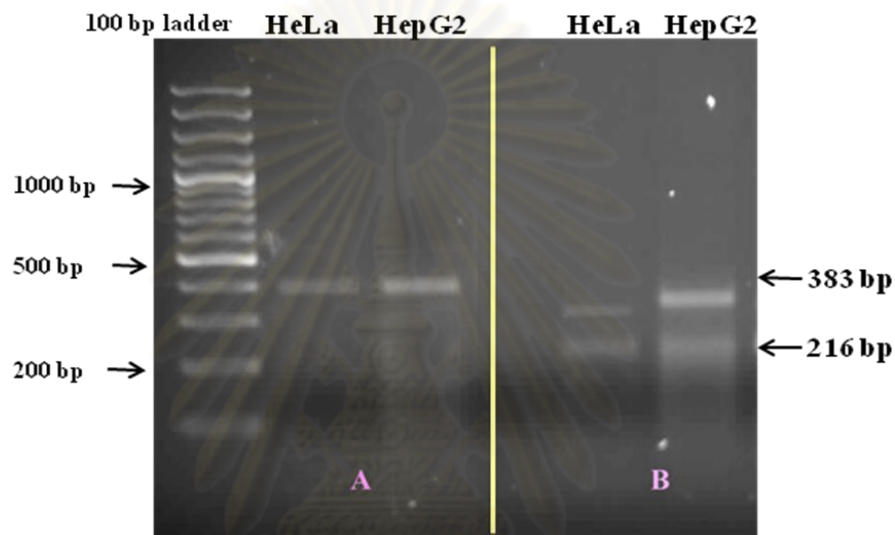 100 bp ladder HeLa HepG2 HeLa HepG2
1000 bp
500 bp
383 bp
216 bp
200 bp
A B